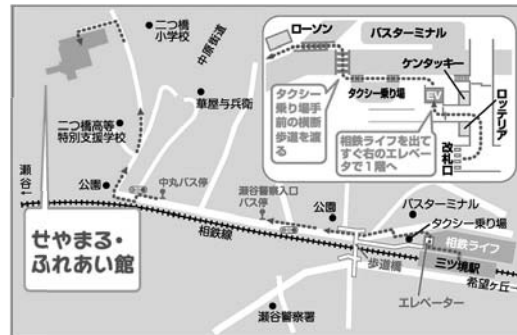 二つ橋
小学校
中原街道
華屋与兵衛
二つ橋高等
特別支援学校
瀬谷
↑
公園
中丸バス停
瀬谷警察入口
バス停
公園
バスターミナル
タクシー乗り場
相鉄ライフ
三ツ境駅
希望ヶ丘
→
歩道橋
エレベーター
相鉄線
瀬谷警察署
せやまる・
ふれあい館
ローソン
バスターミナル
ケンタッキー
タクシー乗り場
EV
ロッテリア
改札口
タクシー
乗り場手
前の横断
歩道を渡
る
相鉄ライフを出て
すぐ右のエレベー
タで1階へ